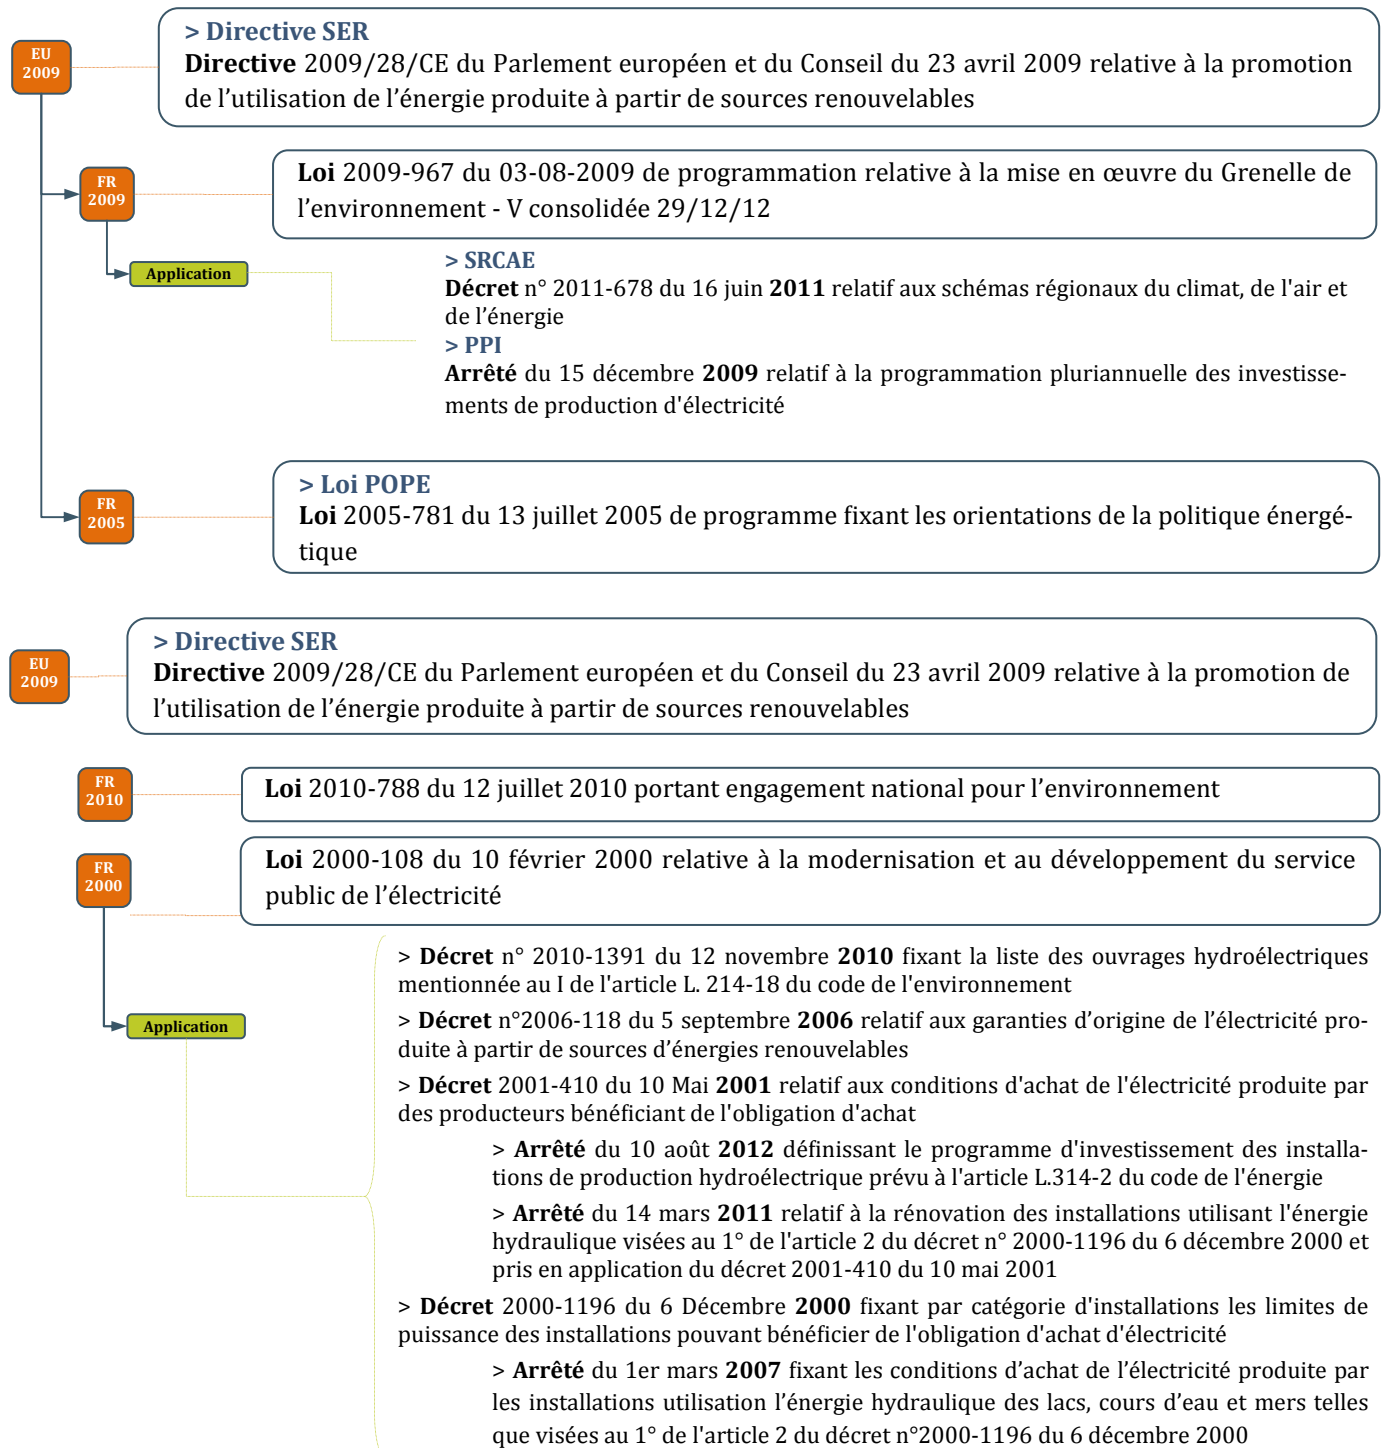 > Directive SER
EU
2009
Directive 2009/28/CE du Parlement européen et du Conseil du 23 avril 2009 relative à la promotion
de l’utilisation de l’énergie produite à partir de sources renouvelables
FR
2009
Loi 2009-967 du 03-08-2009 de programmation relative à la mise en œuvre du Grenelle de
l’environnement - V consolidée 29/12/12
Application
> SRCAE
Décret n° 2011-678 du 16 juin 2011 relatif aux schémas régionaux du climat, de l'air et
de l’énergie
> PPI
Arrêté du 15 décembre 2009 relatif à la programmation pluriannuelle des investisse-
ments de production d'électricité
FR
2005
> Loi POPE
Loi 2005-781 du 13 juillet 2005 de programme fixant les orientations de la politique énergé-
tique
EU
2009
> Directive SER
Directive 2009/28/CE du Parlement européen et du Conseil du 23 avril 2009 relative à la promotion de
l’utilisation de l’énergie produite à partir de sources renouvelables
FR
2010
Loi 2010-788 du 12 juillet 2010 portant engagement national pour l’environnement
FR
2000
Loi 2000-108 du 10 février 2000 relative à la modernisation et au développement du service
public de l’électricité
Application
> Décret n° 2010-1391 du 12 novembre 2010 fixant la liste des ouvrages hydroélectriques
mentionnée au I de l'article L. 214-18 du code de l'environnement
> Décret n°2006-118 du 5 septembre 2006 relatif aux garanties d’origine de l’électricité pro-
duite à partir de sources d’énergies renouvelables
> Décret 2001-410 du 10 Mai 2001 relatif aux conditions d'achat de l'électricité produite par
des producteurs bénéficiant de l'obligation d'achat
> Arrêté du 10 août 2012 définissant le programme d'investissement des installa-
tions de production hydroélectrique prévu à l'article L.314-2 du code de l'énergie
> Arrêté du 14 mars 2011 relatif à la rénovation des installations utilisant l'énergie
hydraulique visées au 1° de l'article 2 du décret n° 2000-1196 du 6 décembre 2000 et
pris en application du décret 2001-410 du 10 mai 2001
> Décret 2000-1196 du 6 Décembre 2000 fixant par catégorie d'installations les limites de
puissance des installations pouvant bénéficier de l'obligation d'achat d'électricité
> Arrêté du 1er mars 2007 fixant les conditions d’achat de l’électricité produite par
les installations utilisation l’énergie hydraulique des lacs, cours d’eau et mers telles
que visées au 1° de l'article 2 du décret n°2000-1196 du 6 décembre 2000